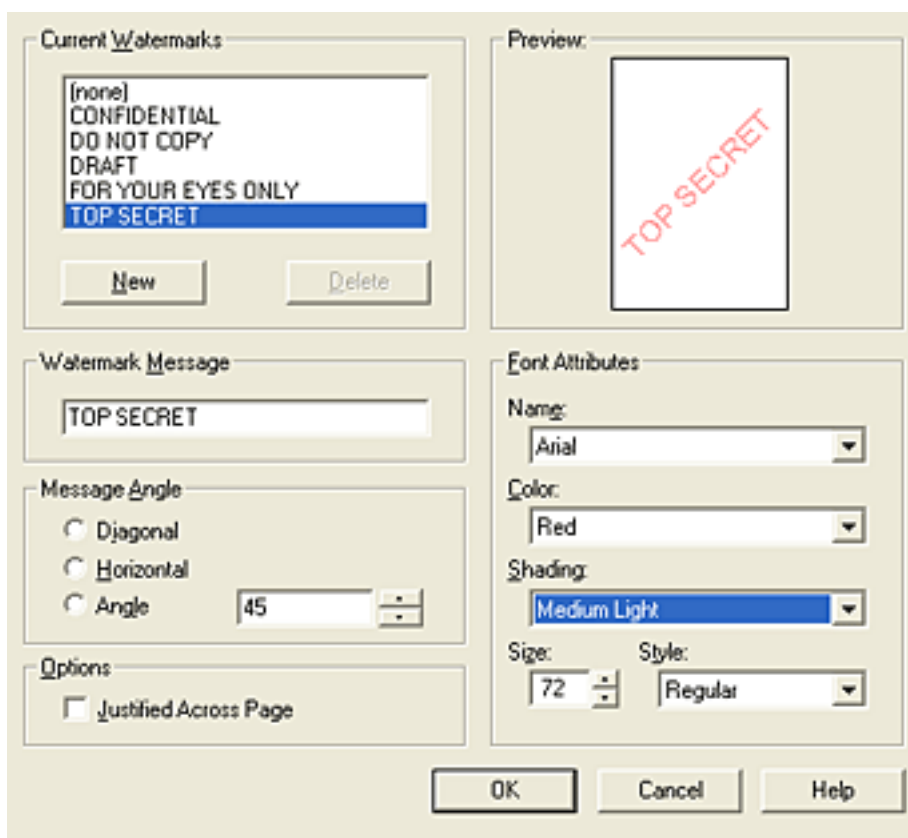 Current Watermarks
(none)
CONFIDENTIAL
DO NOT COPY
DRAFT
FOR YOUR EYES ONLY
TOP SECRET
New Delete
Preview:
TOP SECRET
Watermark Message
TOP SECRET
Message Angle
Diagonal
Horizontal
Angle 45
Options
Justified Across Page
Font Attributes
Name:
Arial
Color:
Red
Shading:
Medium Light
Size: Style:
72 Regular
OK Cancel Help